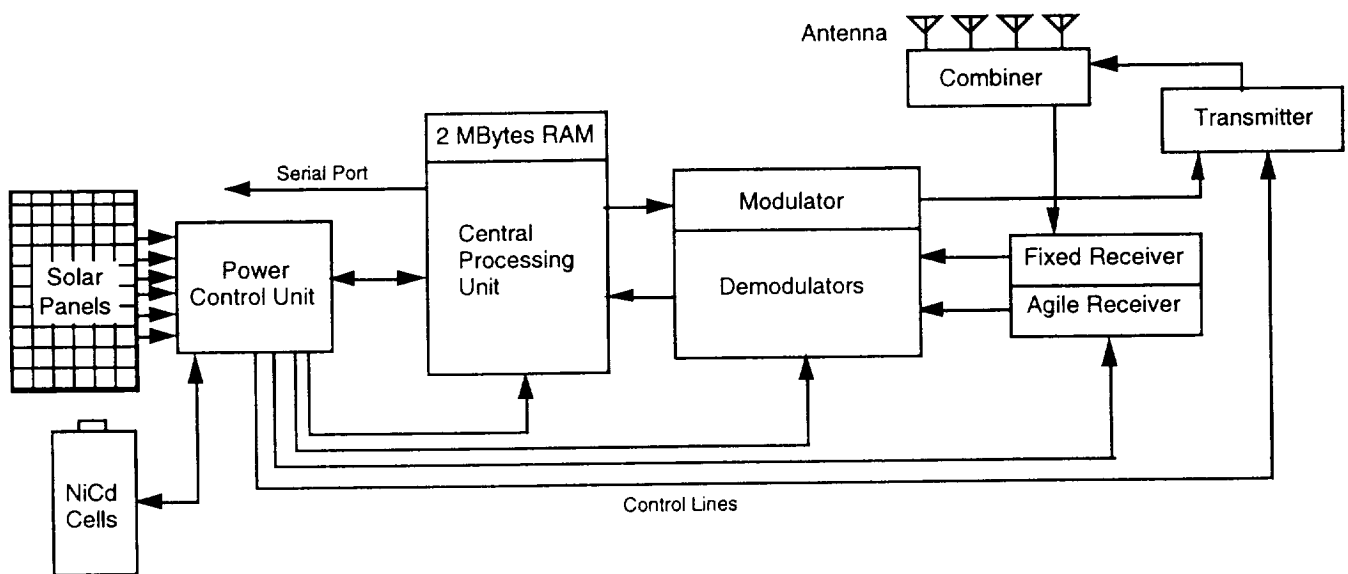 Antenna
Combiner
Transmitter
2 MBytes RAM
Serial Port
Central
Processing
Unit
Modulator
Demodulators
Fixed Receiver
Agile Receiver
Solar
Panels
Power
Control Unit
NiCd
Cells
Control Lines